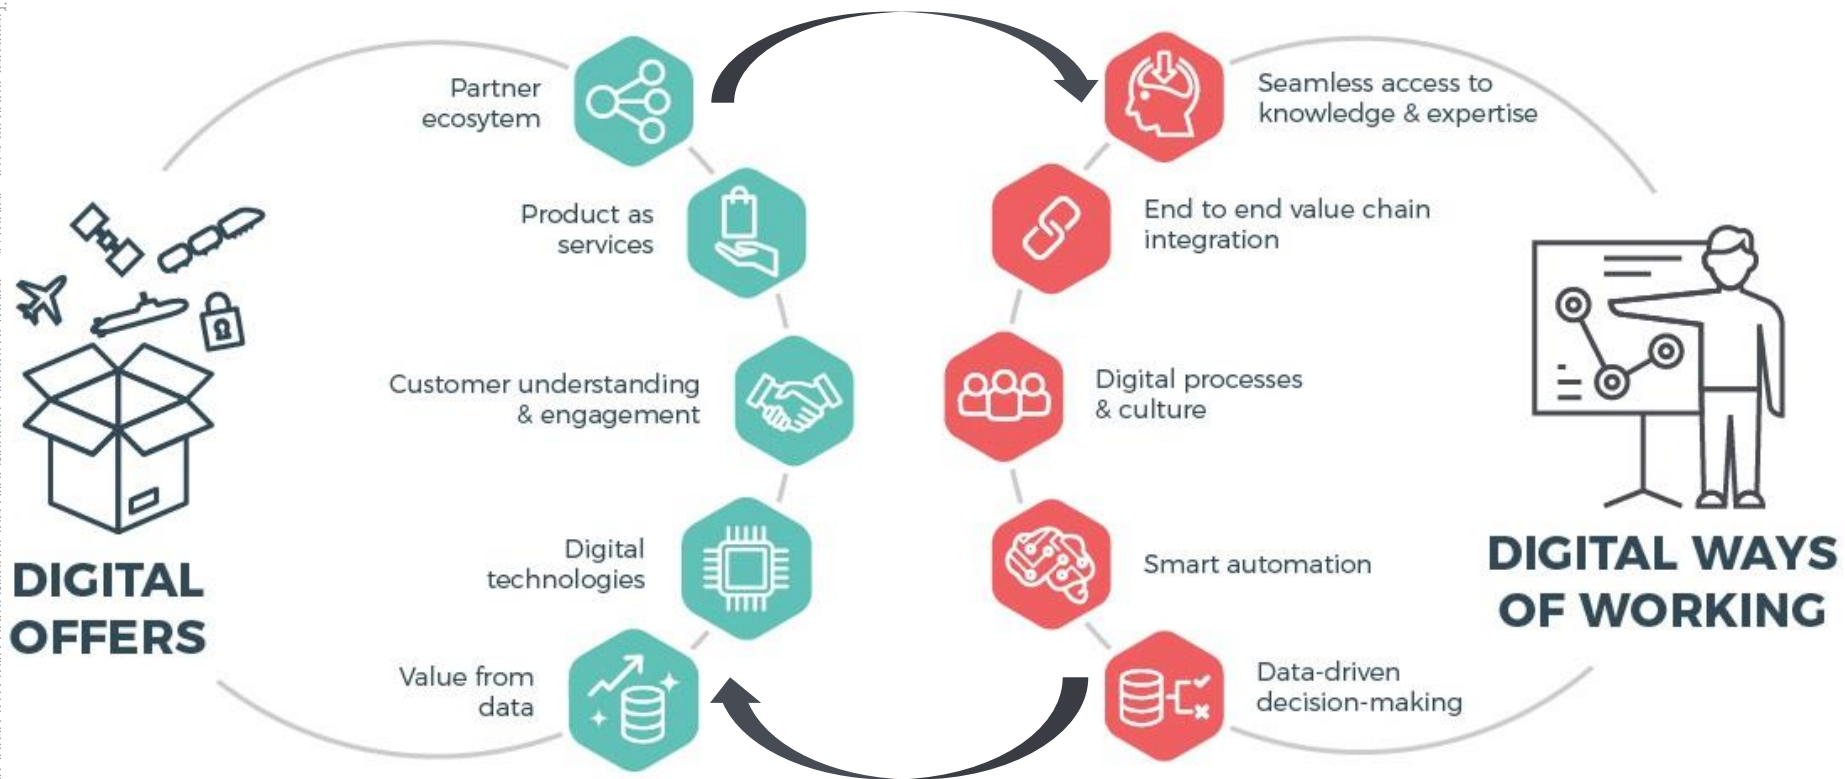 Partner
ecosytem
Product as
services
Customer understanding
& engagement
Digital
technologies
Value from
data
DIGITAL
OFFERS
Seamless access to
knowledge & expertise
End to end value chain
integration
Digital processes
& culture
Smart automation
Data-driven
decision-making
DIGITAL WAYS
OF WORKING